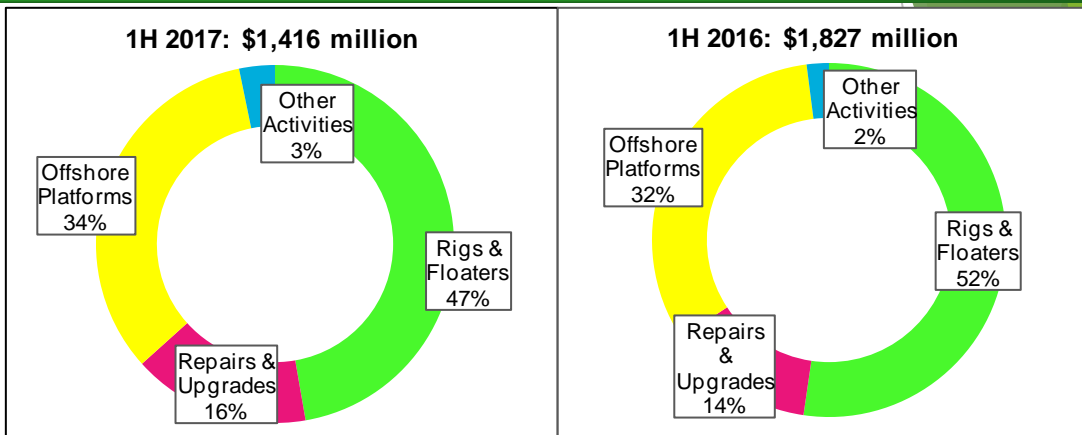 1H 2017: $1,416 million
Other
Activities
3%
Offshore
Platforms
34%
Rigs &
Floaters
47%
Repairs &
Upgrades
16%
1H 2016: $1,827 million
Other
Activities
2%
Offshore
Platforms
32%
Rigs &
Floaters
52%
Repairs
&
Upgrades
14%